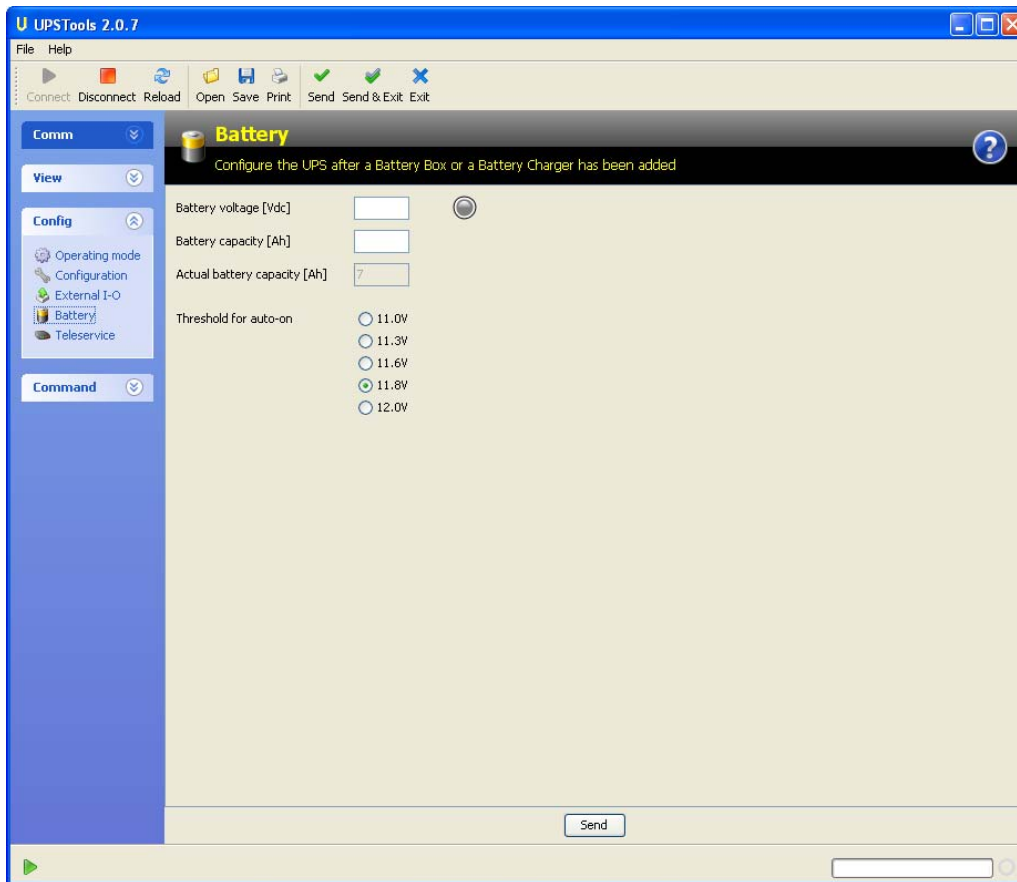 U UPSTools 2.0.7
File Help
Connect Disconnect Reload Open Save Print Send Send & Exit Exit
Comm
View
Config
Operating mode
Configuration
External I-O
Battery
Teleservice
Command
Battery
Configure the UPS after a Battery Box or a Battery Charger has been added
?
Battery voltage [Vdc]
Battery capacity [Ah]
Actual battery capacity [Ah] 7
Threshold for auto-on 11.0V
11.3V
11.6V
11.8V
12.0V
Send